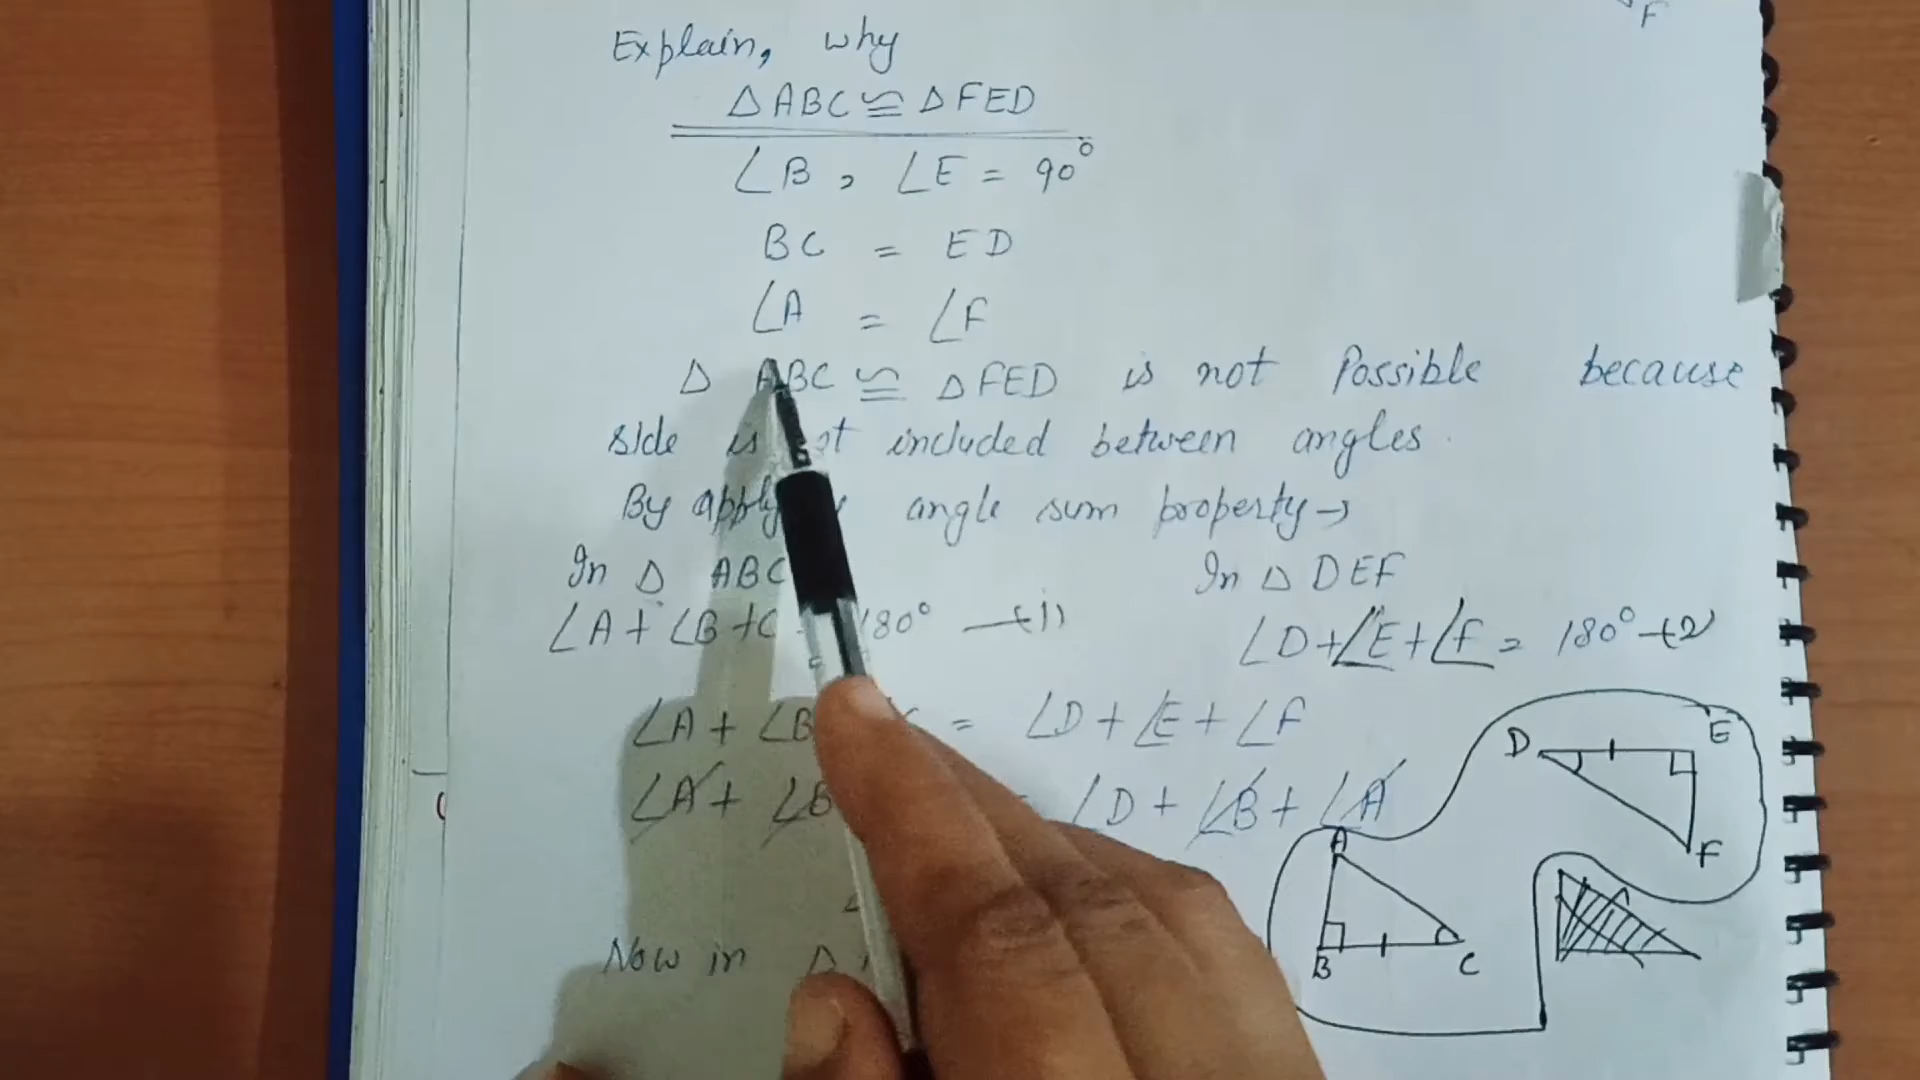 F
Explain, why
△ABC ≅ △FED
∠B, ∠E = 90°
BC = ED
∠A = ∠F
△ ABC ≅ △FED is not Possible because
side is included between angles.
By angle sum property →
In △ ABC
In △ DEF
∠A + ∠B + C 180° —(1)
∠D + ∠E + ∠F = 180° —(2)
∠A + ∠B = ∠D + ∠E + ∠F
∠A + ∠B = ∠D + ∠B + ∠A
D E
F
A
B C
Now in △